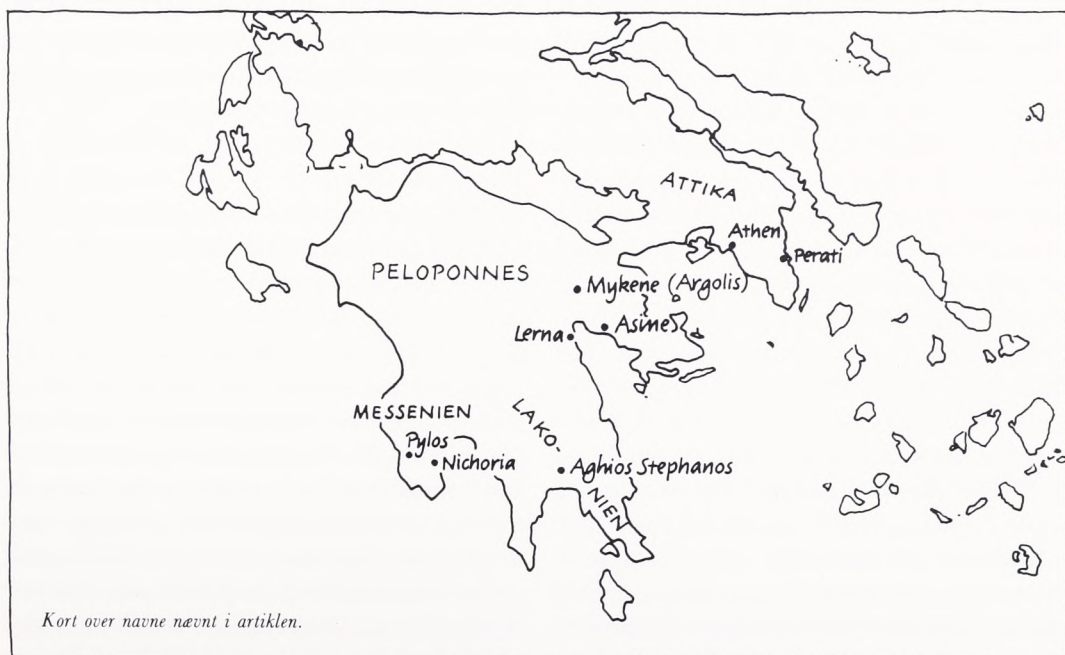 ATTIKA
Athen
Perati
PELOPONNES
Mykene (Argolis)
Asine
Lerna
MESSENIEN
LAKO-
NIEN
Pylos
Nichoria
Aghios Stephanos
Kort over navne nævnt i artiklen.